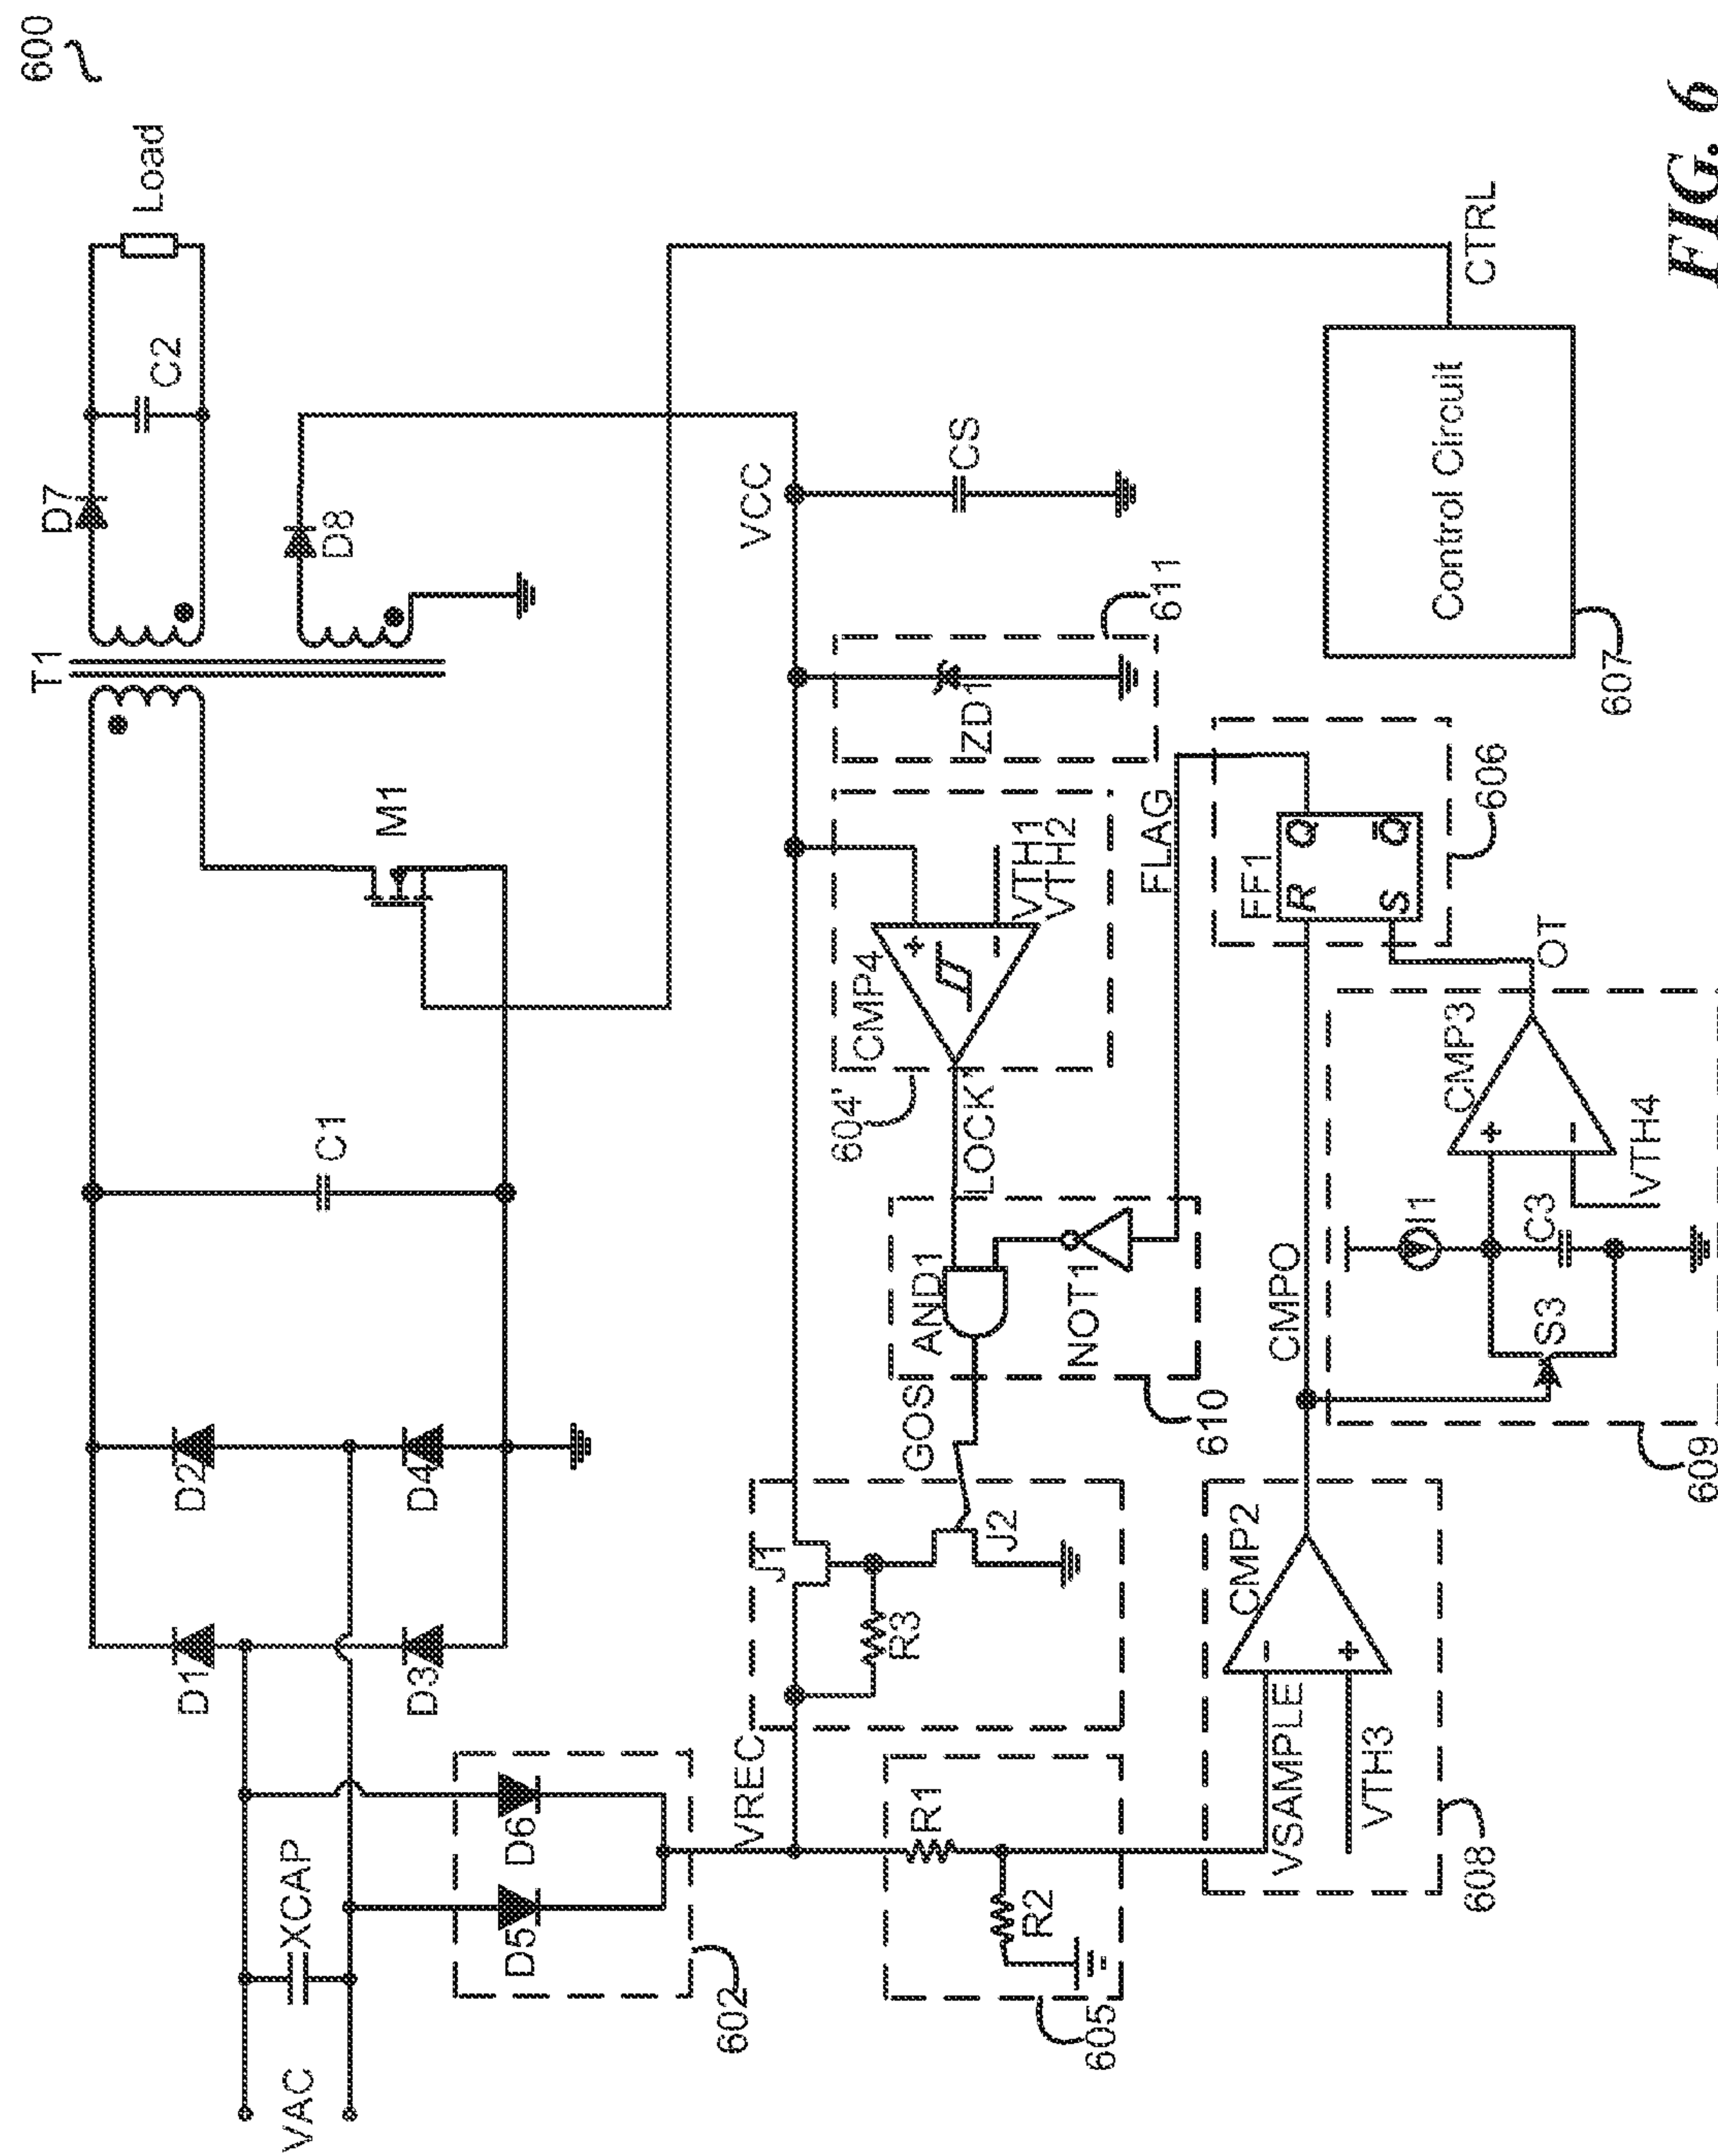 600
T1
D7
C2
Load
D8
M1
C1
D1
D2
D3
D4
VAC
XCAP
D5
D6
602
VREC
J1
R3
J2
GOS
VCC
CS
CMP4
+
−
VTH1
VTH2
604'
LOCK'
ZD1
611
AND1
NOT1
610
FLAG
R1
R2
605
VSAMPLE
VTH3
CMP2
−
+
608
CMPO
FF1
R
Q
S
Q̅
606
OT
I1
C3
S3
CMP3
+
−
VTH4
609
Control Circuit
607
CTRL
FIG. 6